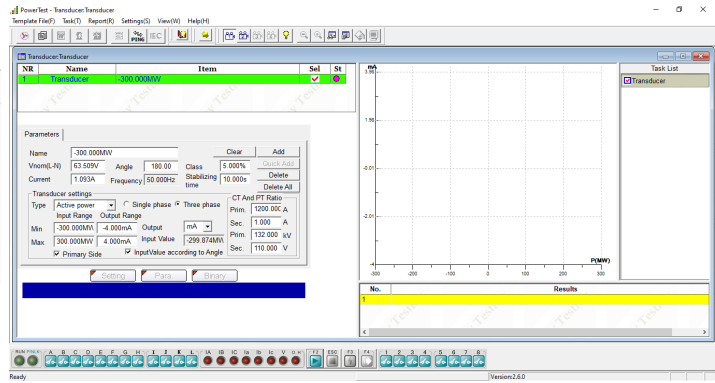 PowerTest - Transducer:Transducer
Template File(F) Task(T) Report(R) Settings(S) View(W) Help(H)
PING IEC
Transducer:Transducer
NR Name Item Sel St
1 Transducer -300.000MW
Parameters
Name -300.000MW Clear Add
Vnom(L-N) 63.509V Angle 180.00 Class 5.000% Quick Add
Current 1.093A Frequency 50.000Hz Stabilizing time 10.000s Delete
Delete All
Transducer settings
Type Active power Single phase Three phase
Input Range Output Range
Min -300.000MW -4.000mA Output mA
Max 300.000MW 4.000mA Input Value -299.874MW
Primary Side InputValue according to Angle
CT And PT Ratio
Prim. 1200.000 A
Sec. 1.000 A
Prim. 132.000 kV
Sec. 110.000 V
Setting Para Binary
mA
3.98
1.98
-0.01
-2.01
-4
P(MW)
-300 -200 -100 0 100 200 300
Task List
Transducer
No. Results
1
A B C D E F G H I J K L IA IB IC Ia Ib Ic V F2 ESC F3 F4 1 2 3 4 5 6 7 8
Ready Version:2.6.0